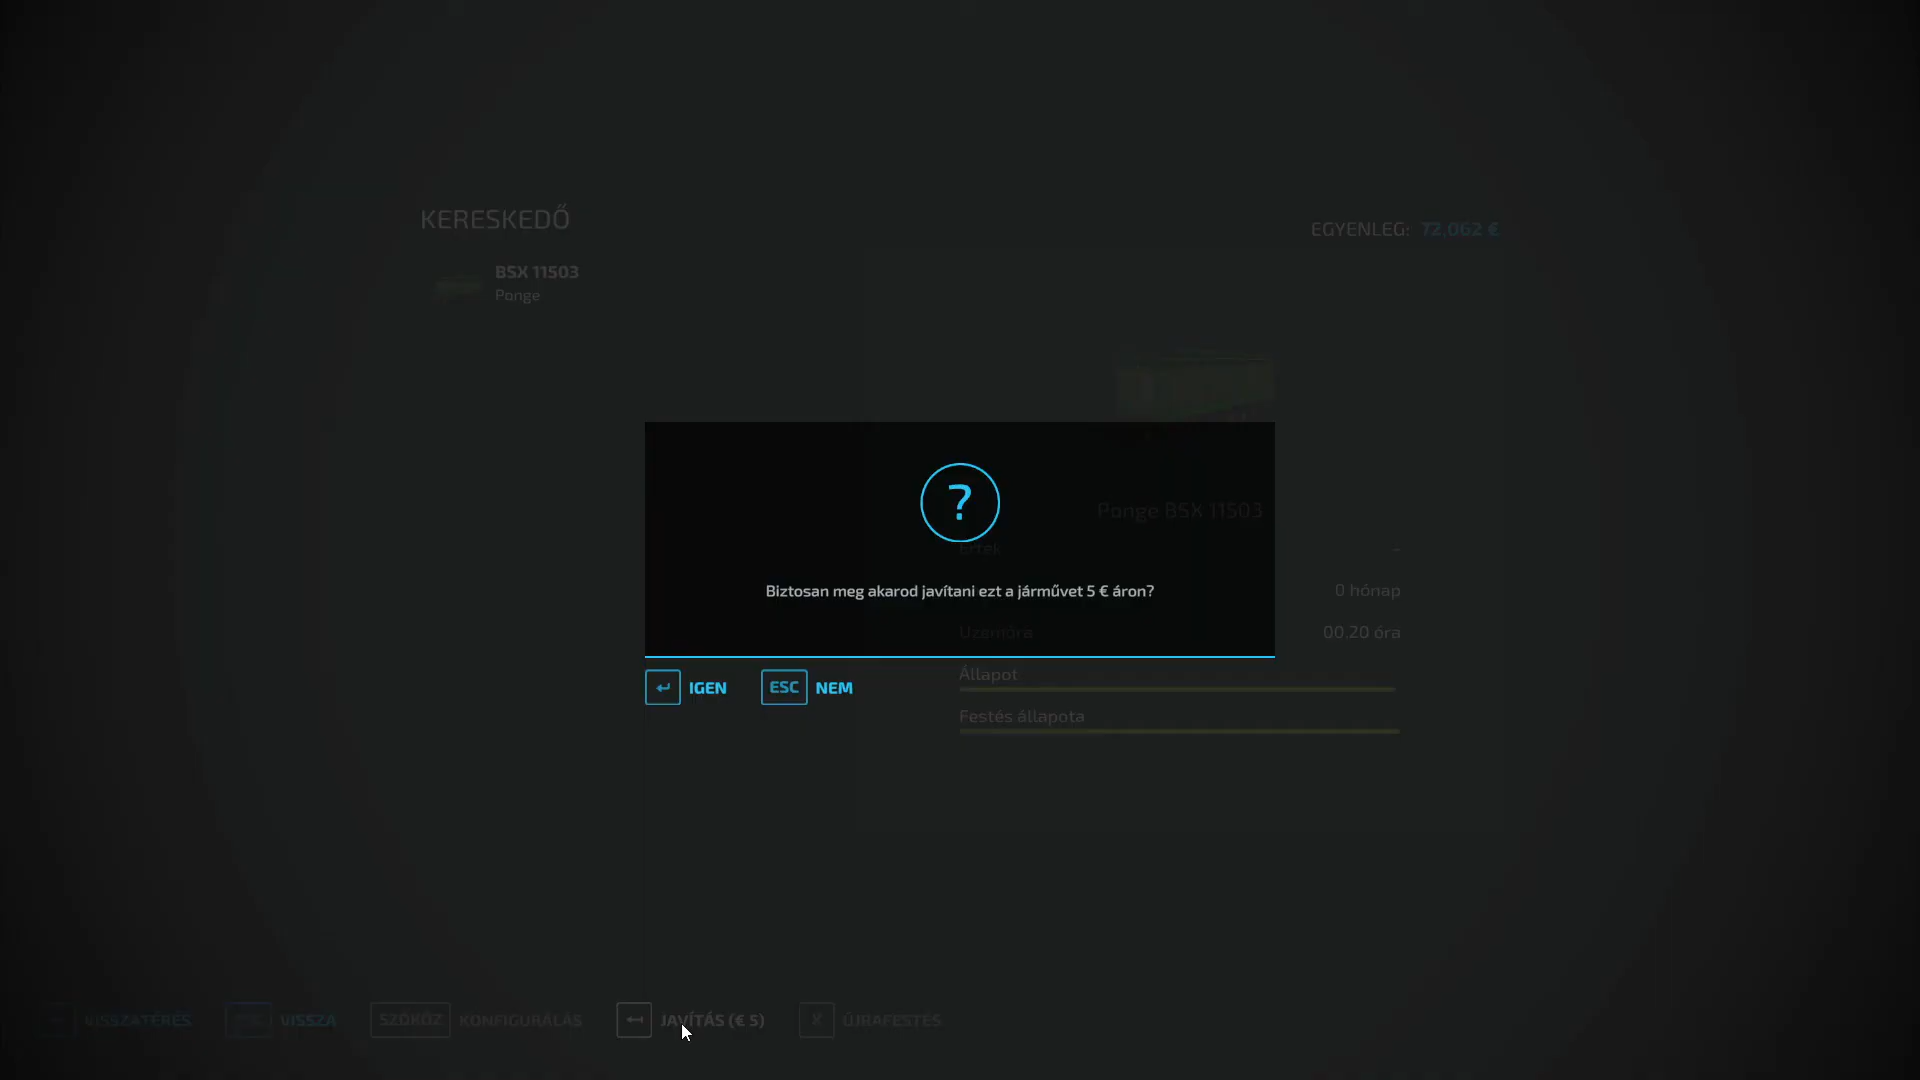 KERESKEDŐ
EGYENLEG: 72,062 €
BSX 11503
Ponge
?
Ponge BSX 11503
Érték -
Biztosan meg akarod javítani ezt a járművet 5 € áron?
0 hónap
Üzemóra 00.20 óra
Állapot
IGEN
ESC NEM
Festés állapota
VISSZATÉRÉS
VISSZA
SZÓKÖZ KONFIGURÁLÁS
JAVÍTÁS (€ 5)
X ÚJRAFESTÉS